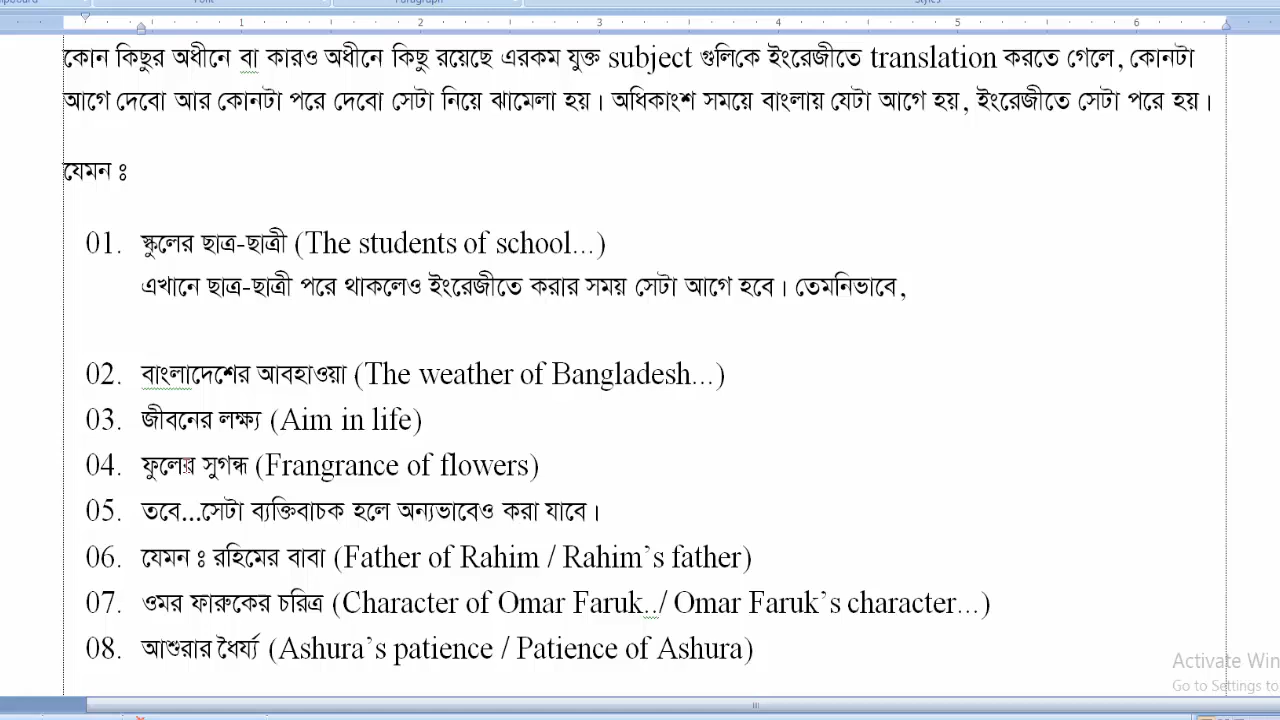 কোন কিছুর অধীনে বা কারও অধীনে কিছু রয়েছে এরকম যুক্ত subject গুলিকে ইংরেজীতে translation করতে গেলে, কোনটা
আগে দেবো আর কোনটা পরে দেবো সেটা নিয়ে ঝামেলা হয়। অধিকাংশ সময়ে বাংলায় যেটা আগে হয়, ইংরেজীতে সেটা পরে হয়।
যেমন ঃ
01. স্কুলের ছাত্র-ছাত্রী (The students of school...)
এখানে ছাত্র-ছাত্রী পরে থাকলেও ইংরেজীতে করার সময় সেটা আগে হবে। তেমনিভাবে,
02. বাংলাদেশের আবহাওয়া (The weather of Bangladesh...)
03. জীবনের লক্ষ্য (Aim in life)
04. ফুলের সুগন্ধ (Frangrance of flowers)
05. তবে...সেটা ব্যক্তিবাচক হলে অন্যভাবেও করা যাবে।
06. যেমন ঃ রহিমের বাবা (Father of Rahim / Rahim’s father)
07. ওমর ফারুকের চরিত্র (Character of Omar Faruk../ Omar Faruk’s character...)
08. আশুরার ধৈর্য্য (Ashura’s patience / Patience of Ashura)
Activate Win
Go to Settings to